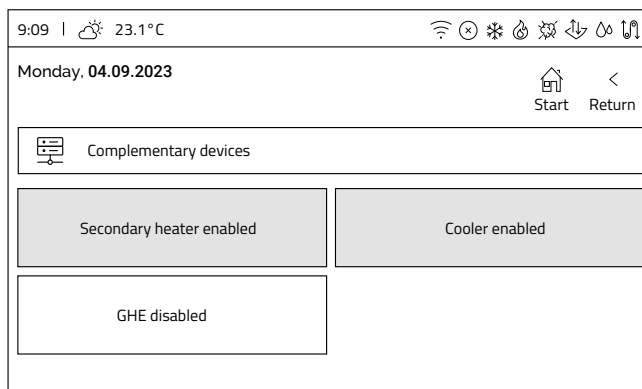 9:09 | 23.1°C
Monday, 04.09.2023
Start Return
Complementary devices
Secondary heater enabled
Cooler enabled
GHE disabled